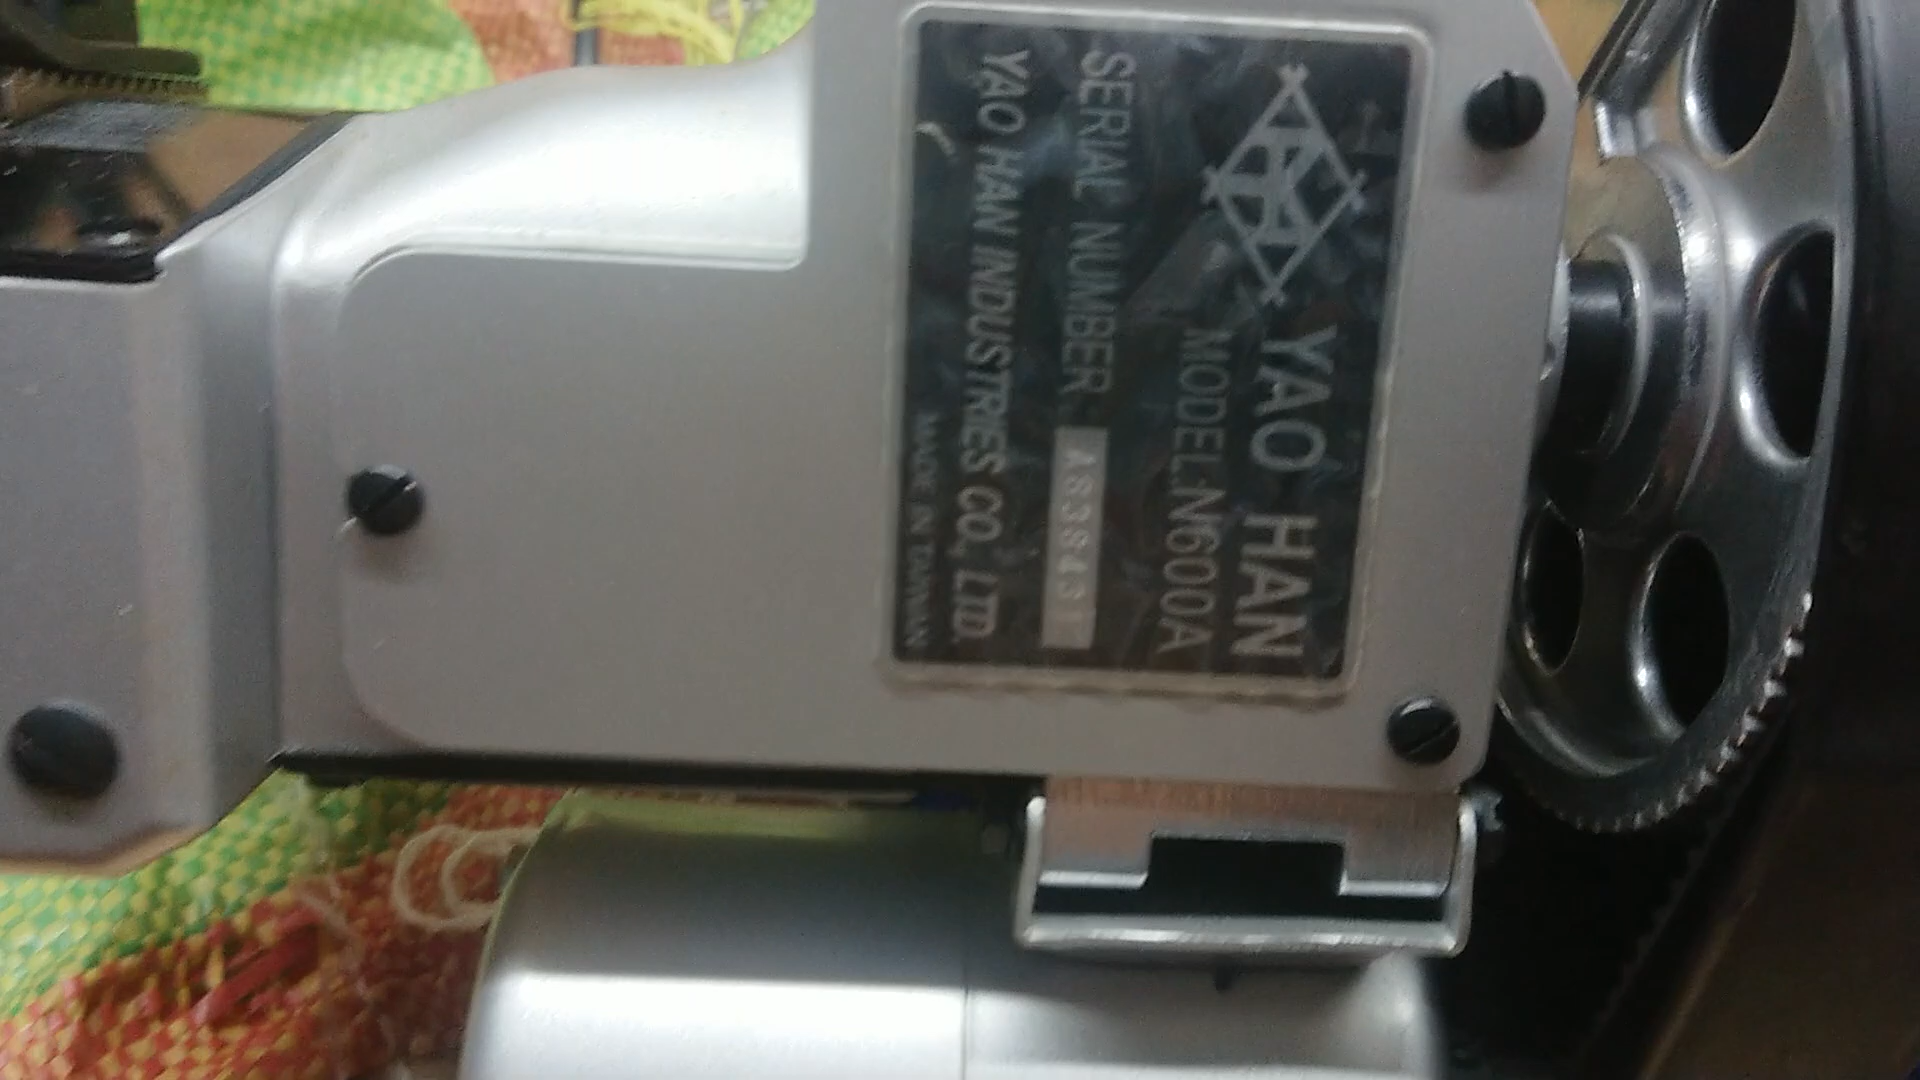 YAO HAN
MODEL-N600A
SERIAL NUMBER
YAO HAN INDUSTRIES CO., LTD.
MADE IN TAIWAN